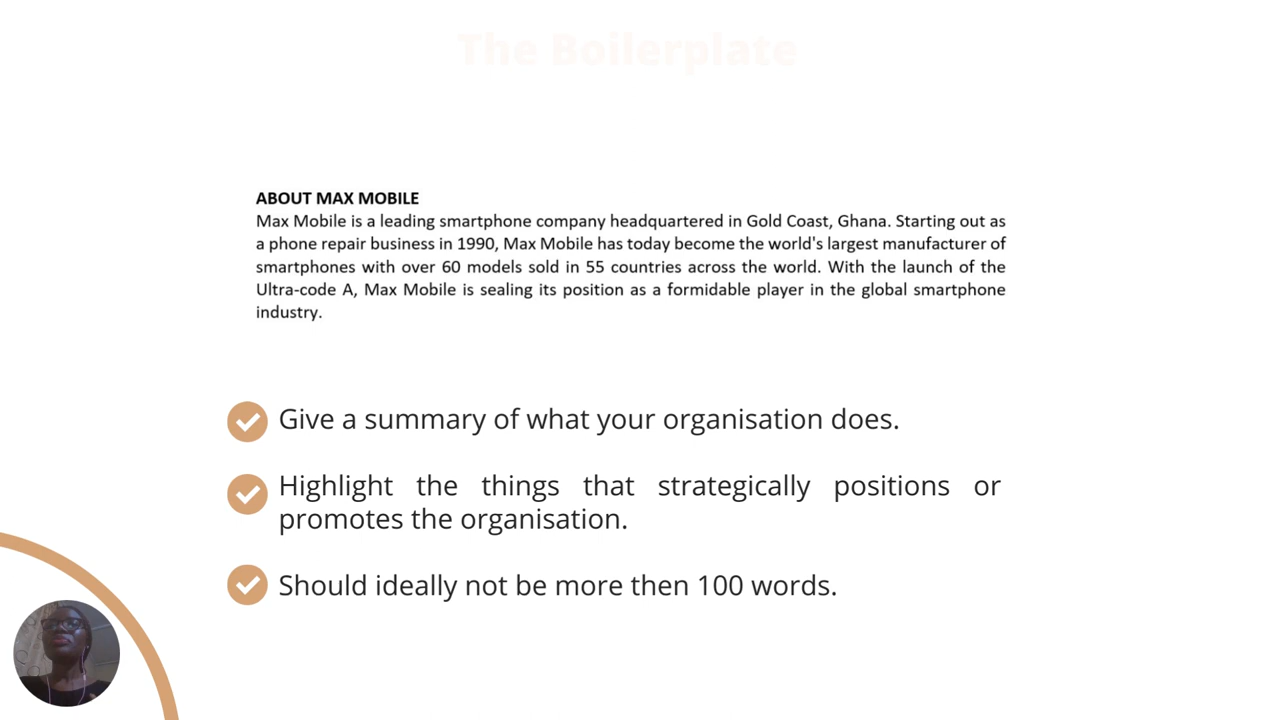 The Boilerplate
ABOUT MAX MOBILE
Max Mobile is a leading smartphone company headquartered in Gold Coast, Ghana. Starting out as
a phone repair business in 1990, Max Mobile has today become the world's largest manufacturer of
smartphones with over 60 models sold in 55 countries across the world. With the launch of the
Ultra-code A, Max Mobile is sealing its position as a formidable player in the global smartphone
industry.
Give a summary of what your organisation does.
Highlight the things that strategically positions or
promotes the organisation.
Should ideally not be more then 100 words.